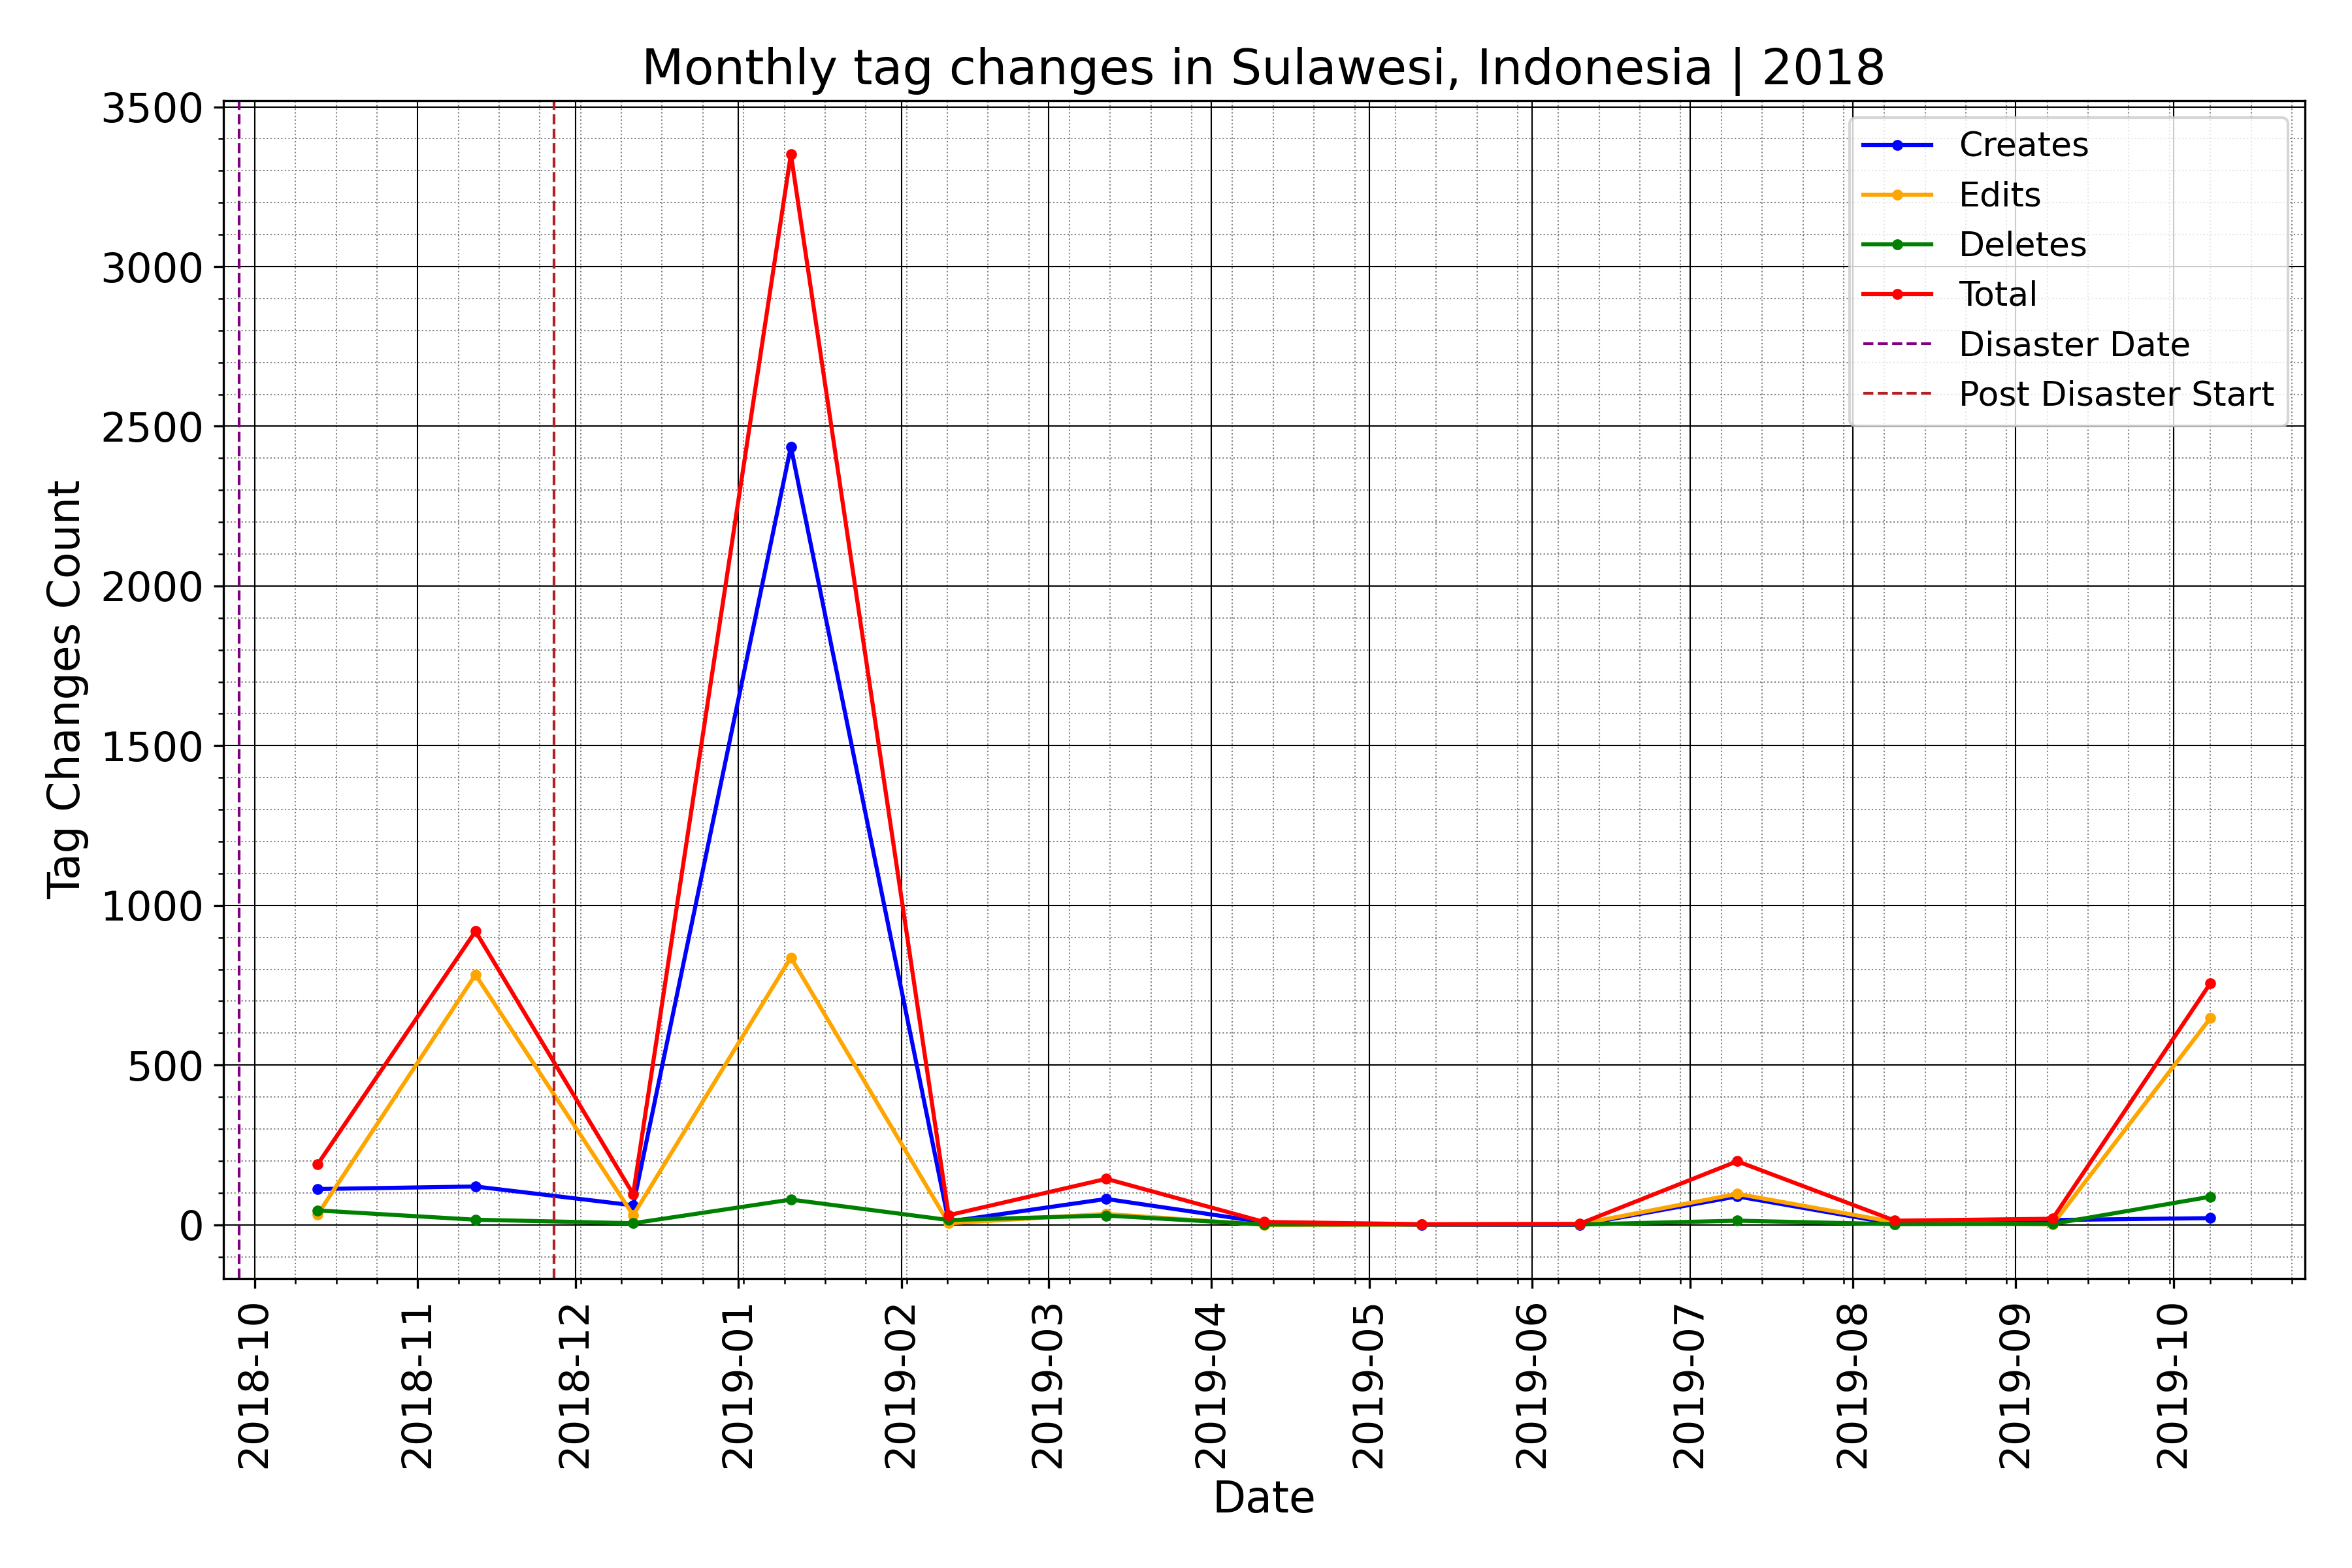 Monthly tag changes in Sulawesi, Indonesia | 2018
Tag Changes Count
3500
3000
2500
2000
1500
1000
500
0
Creates
Edits
Deletes
Total
Disaster Date
Post Disaster Start
2018-10
2018-11
2018-12
2019-01
2019-02
2019-03
2019-04
2019-05
2019-06
2019-07
2019-08
2019-09
2019-10
Date